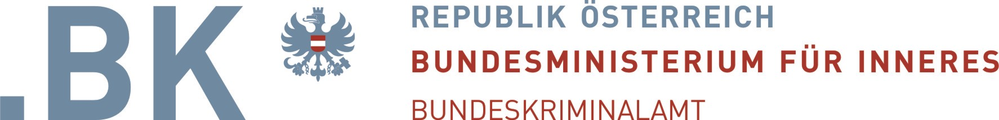 .BK
REPUBLIK ÖSTERREICH
BUNDESMINISTERIUM FÜR INNERES
BUNDESKRIMINALAMT